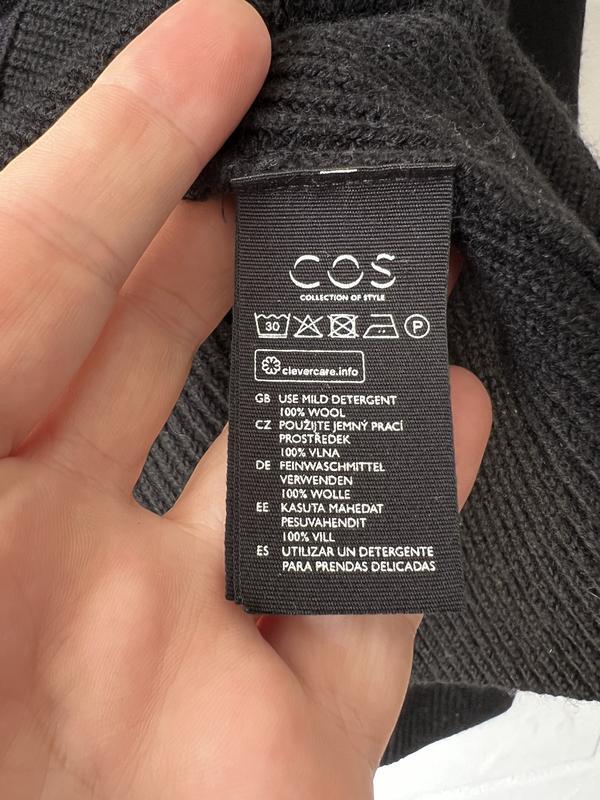 COS
COLLECTION OF STYLE
30 P
clevercare.info
GB USE MILD DETERGENT
100% WOOL
CZ POUŽIJTE JEMNÝ PRACÍ
PROSTŘEDEK
100% VLNA
DE FEINWASCHMITTEL
VERWENDEN
100% WOLLE
EE KASUTA MAHEDAT
PESUVAHENDIT
100% VILL
ES UTILIZAR UN DETERGENTE
PARA PRENDAS DELICADAS